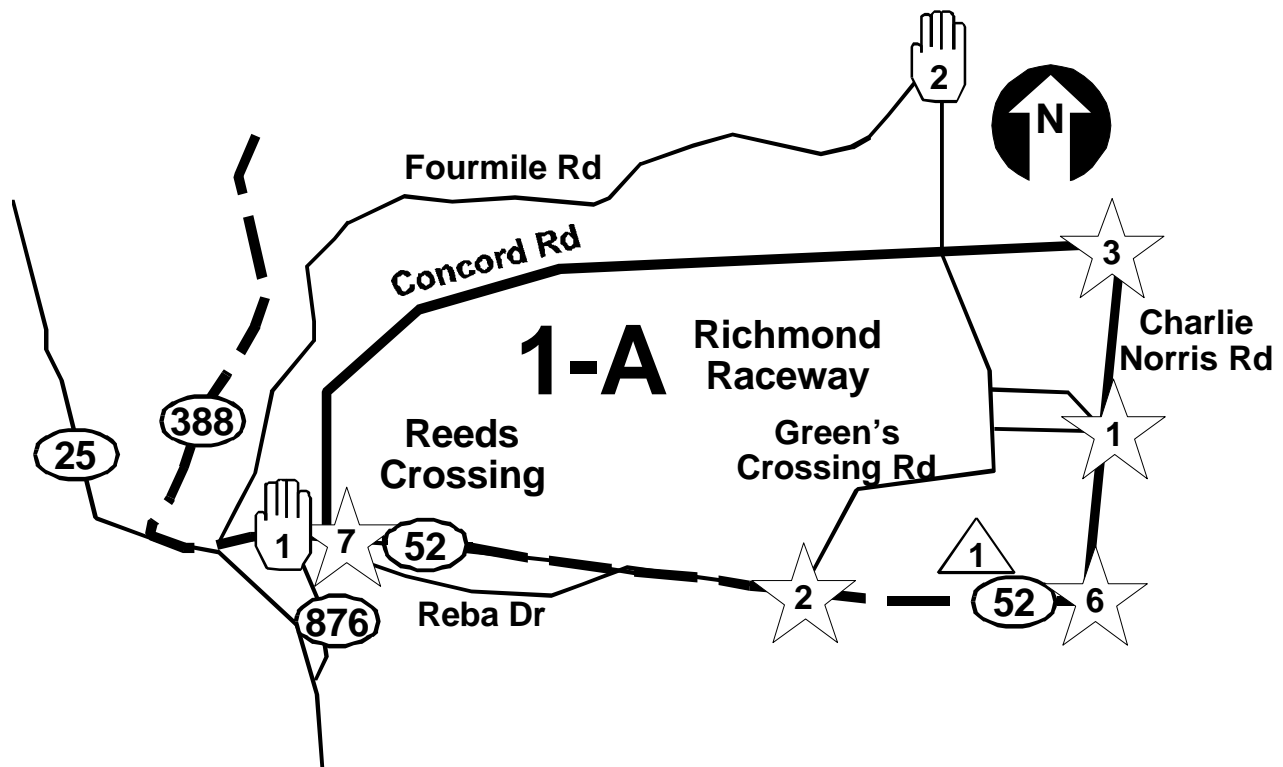 2
N
Fourmile Rd
Concord Rd
3
1-A
Richmond
Raceway
Charlie
Norris Rd
388
25
Reeds
Crossing
Green's
Crossing Rd
1
1
7
52
1
2
52
6
876
Reba Dr